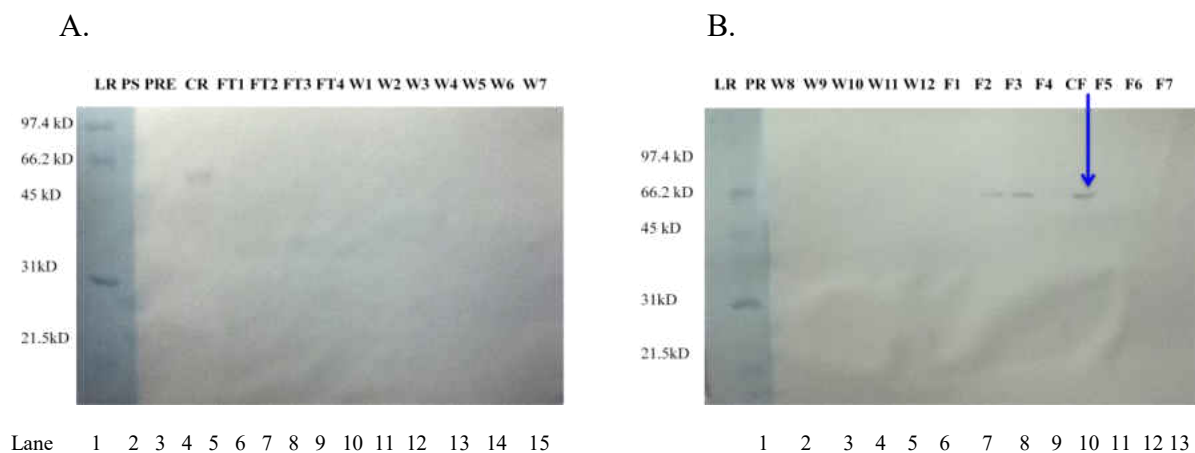 A.
LR PS PRE CR FT1 FT2 FT3 FT4 W1 W2 W3 W4 W5 W6 W7
97.4 kD
66.2 kD
45 kD
31kD
21.5kD
Lane 1 2 3 4 5 6 7 8 9 10 11 12 13 14 15
B.
LR PR W8 W9 W10 W11 W12 F1 F2 F3 F4 CF F5 F6 F7
97.4 kD
66.2 kD
45 kD
31kD
21.5kD
1 2 3 4 5 6 7 8 9 10 11 12 13